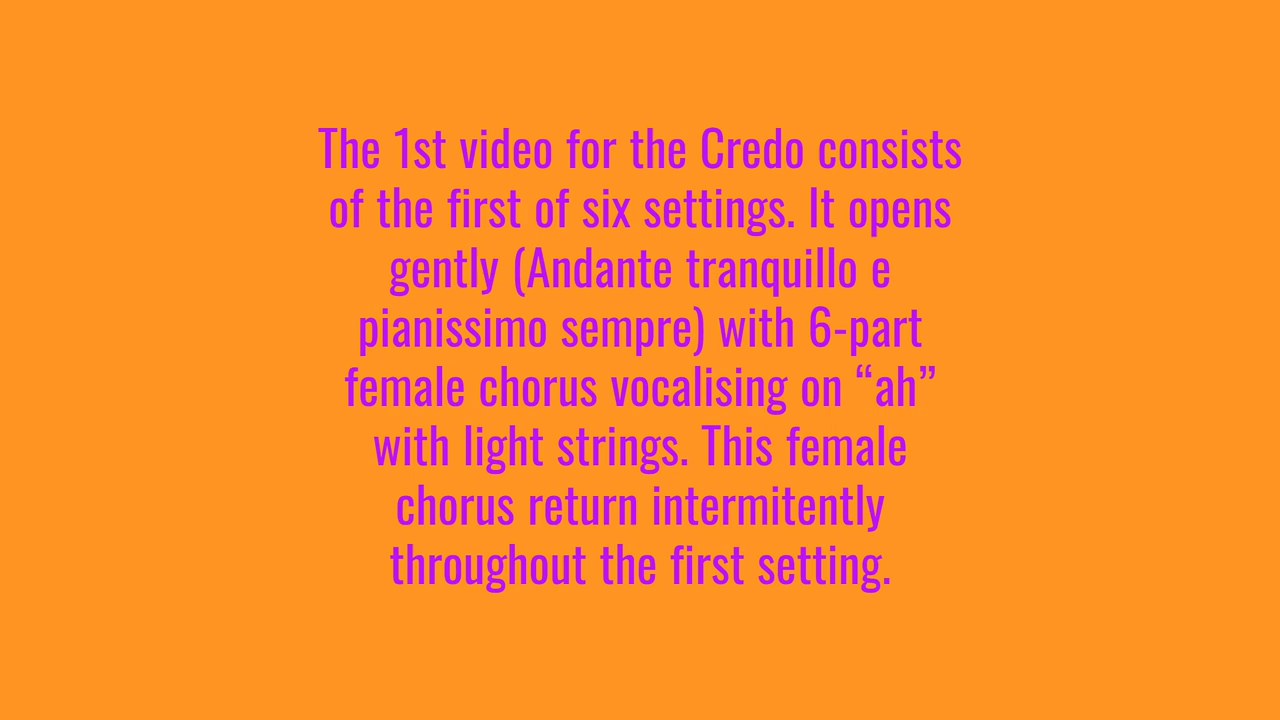 The 1st video for the Credo consists
of the first of six settings. It opens
gently (Andante tranquillo e
pianissimo sempre) with 6-part
female chorus vocalising on “ah”
with light strings. This female
chorus return intermitently
throughout the first setting.